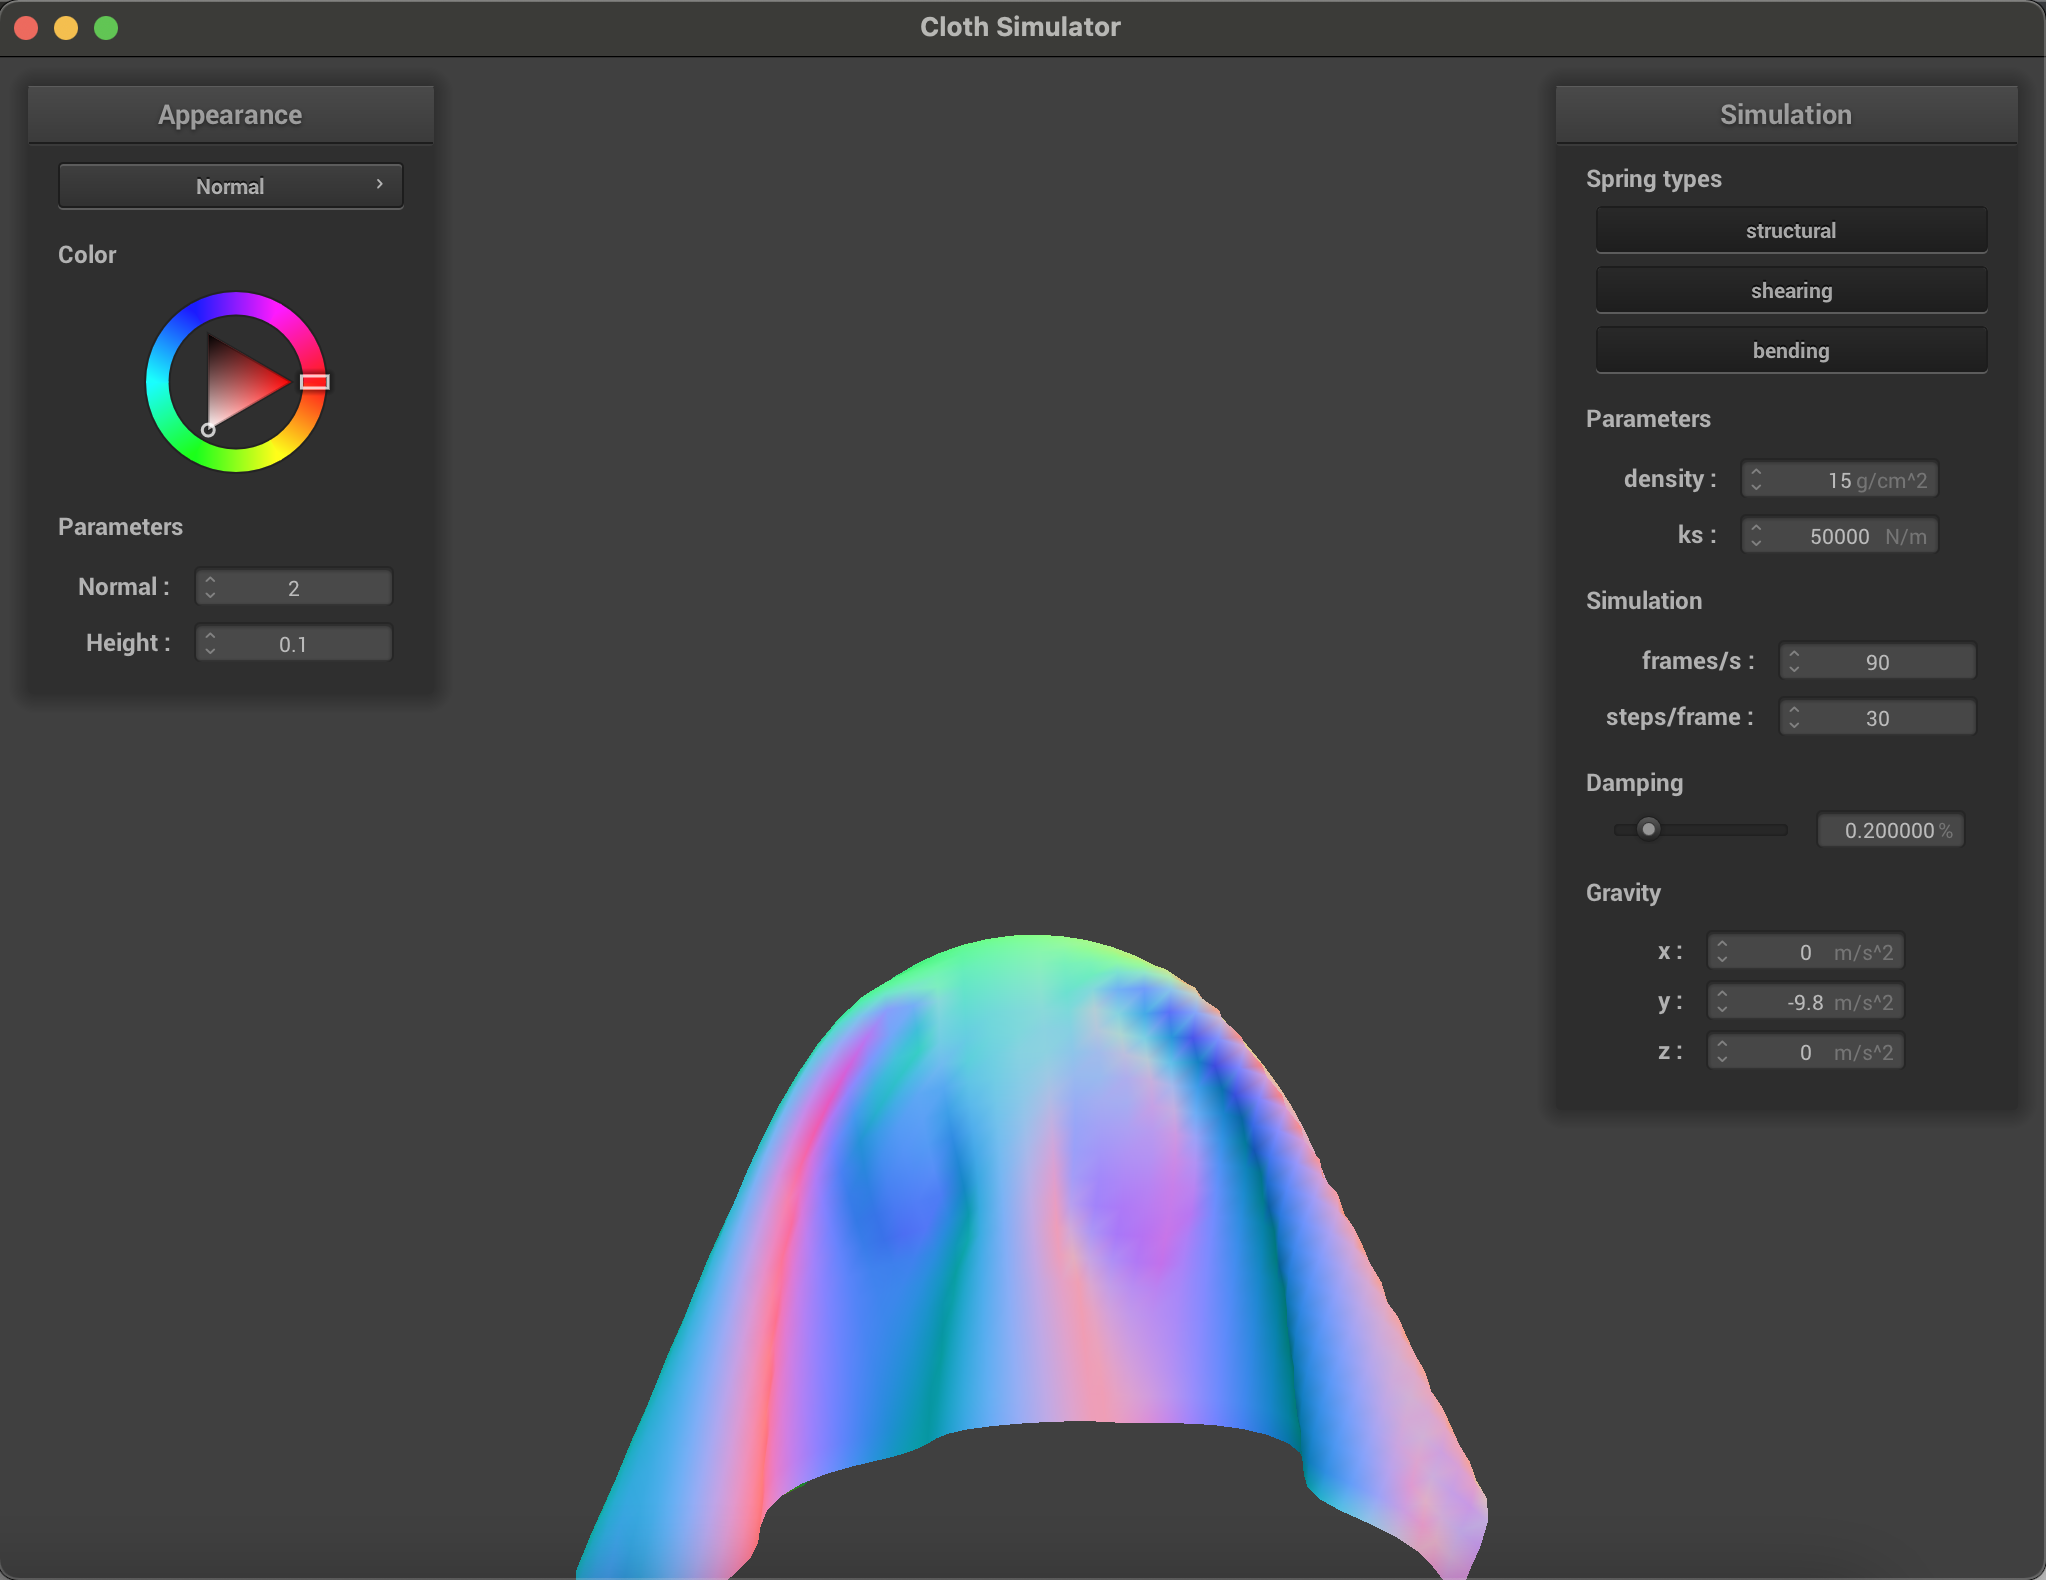 Cloth Simulator
Appearance
Normal
Color
Parameters
Normal : 2
Height : 0.1
Simulation
Spring types
structural
shearing
bending
Parameters
density : 15 g/cm^2
ks : 50000 N/m
Simulation
frames/s : 90
steps/frame : 30
Damping
0.200000 %
Gravity
x : 0 m/s^2
y : -9.8 m/s^2
z : 0 m/s^2